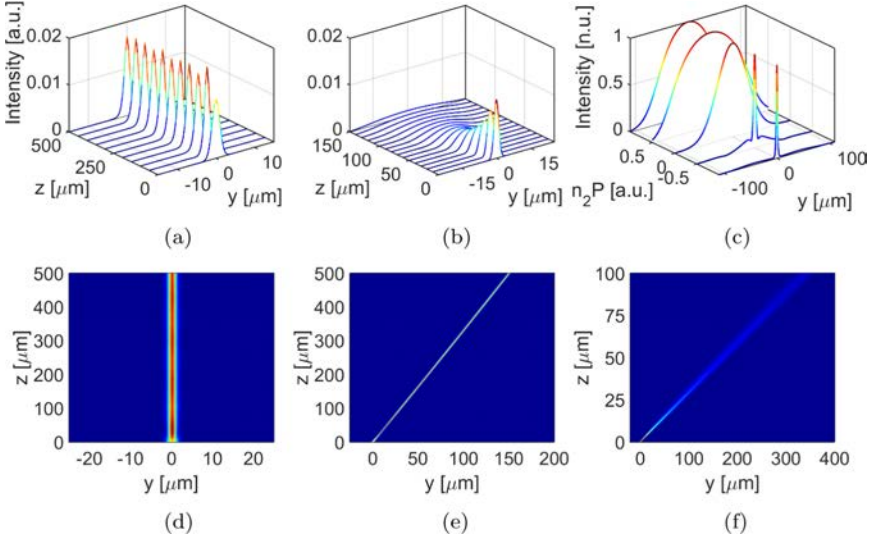 Intensity [a.u.]
0.02
0.01
0
500
250
0
z [μm]
-10
0
10
y [μm]
(a)
Intensity [a.u.]
0.02
0.01
0
150
100
50
0
z [μm]
-15
0
15
y [μm]
(b)
Intensity [n.u.]
1
0.5
0
0.5
0
-0.5
n2P [a.u.]
-100
0
100
y [μm]
(c)
z [μm]
500
400
300
200
100
0
-20 -10 0 10 20
y [μm]
(d)
z [μm]
500
400
300
200
100
0
0 50 100 150 200
y [μm]
(e)
z [μm]
100
75
50
25
0
0 100 200 300 400
y [μm]
(f)